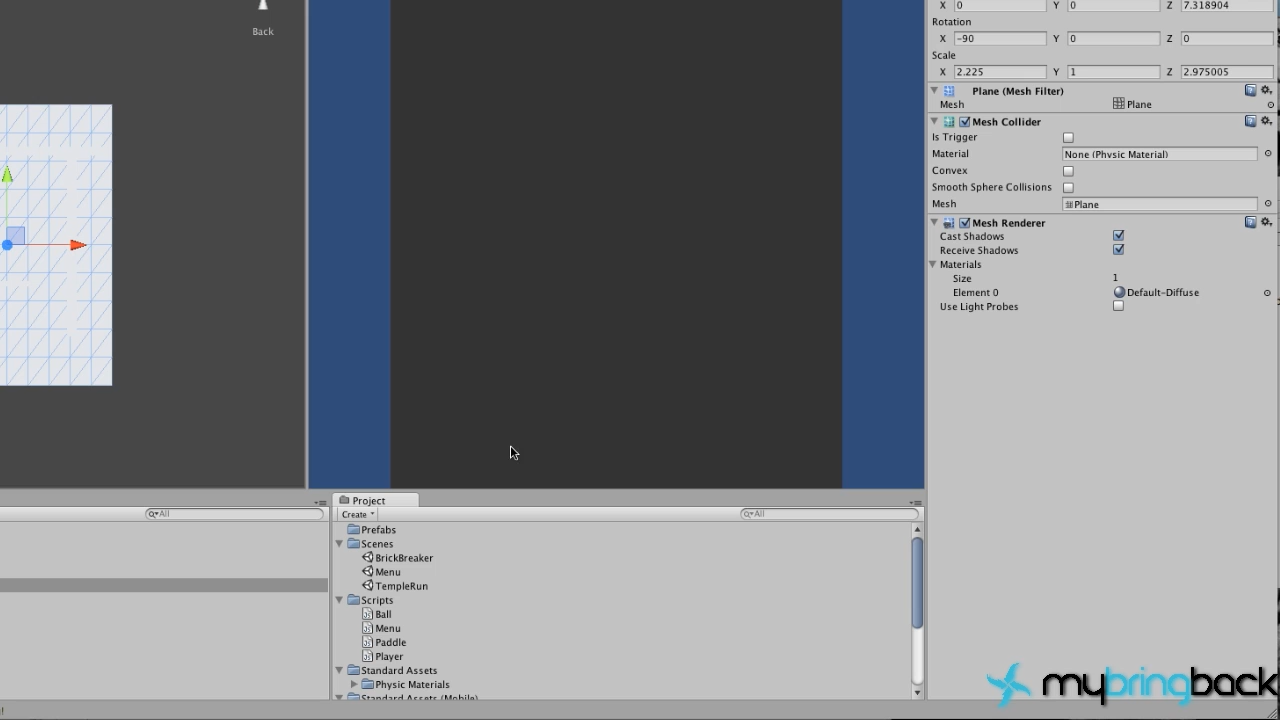 Back
X 0 Y 0 Z 7.318904
Rotation
X -90 Y 0 Z 0
Scale
X 2.225 Y 1 Z 2.975005
Plane (Mesh Filter)
Mesh Plane
Mesh Collider
Is Trigger
Material None (Physic Material)
Convex
Smooth Sphere Collisions
Mesh Plane
Mesh Renderer
Cast Shadows
Receive Shadows
Materials
Size 1
Element 0 Default-Diffuse
Use Light Probes
Project
All
Create All
Prefabs
Scenes
BrickBreaker
Menu
TempleRun
Scripts
Ball
Menu
Paddle
Player
Standard Assets
Physic Materials
Standard Assets (Mobile)
mybringback